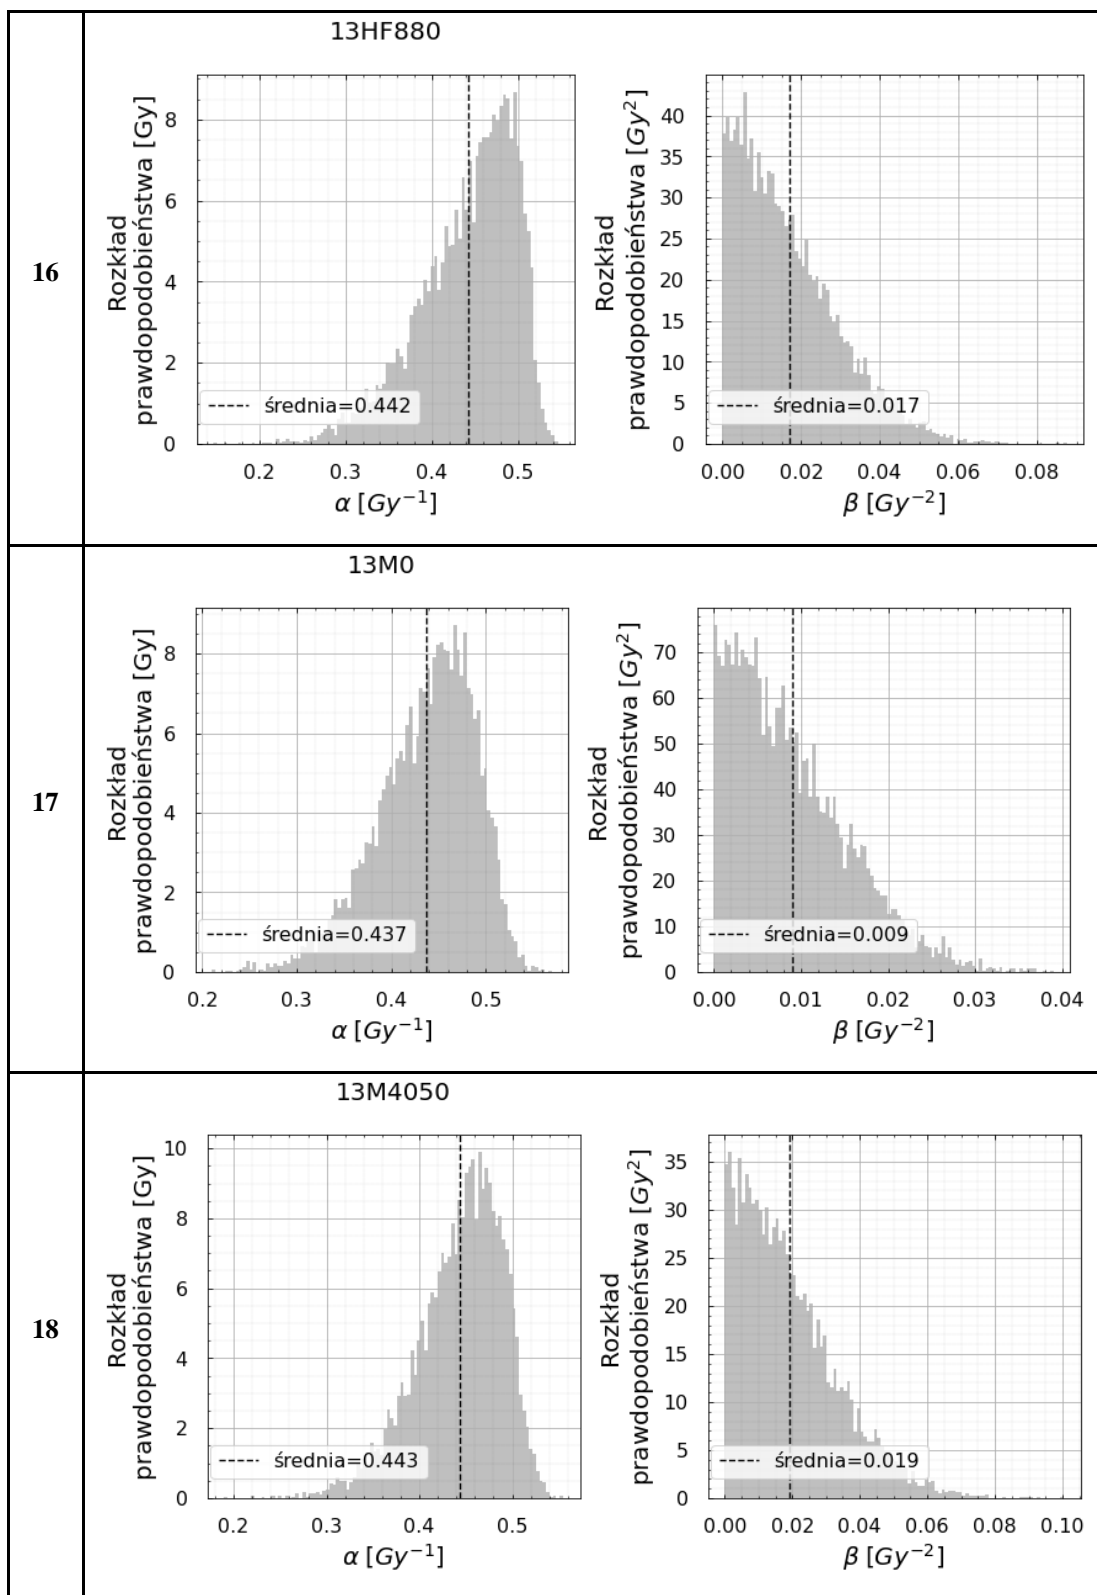 16
13HF880
Rozkład
prawdopodobieństwa [Gy]
8
6
4
2
0
średnia=0.442
0.2 0.3 0.4 0.5
α [Gy⁻¹]
Rozkład
prawdopodobieństwa [Gy²]
40
35
30
25
20
15
10
5
0
średnia=0.017
0.00 0.02 0.04 0.06 0.08
β [Gy⁻²]
17
13M0
Rozkład
prawdopodobieństwa [Gy]
8
6
4
2
0
średnia=0.437
0.2 0.3 0.4 0.5
α [Gy⁻¹]
Rozkład
prawdopodobieństwa [Gy²]
70
60
50
40
30
20
10
0
średnia=0.009
0.00 0.01 0.02 0.03 0.04
β [Gy⁻²]
18
13M4050
Rozkład
prawdopodobieństwa [Gy]
10
8
6
4
2
0
średnia=0.443
0.2 0.3 0.4 0.5
α [Gy⁻¹]
Rozkład
prawdopodobieństwa [Gy²]
35
30
25
20
15
10
5
0
średnia=0.019
0.00 0.02 0.04 0.06 0.08 0.10
β [Gy⁻²]